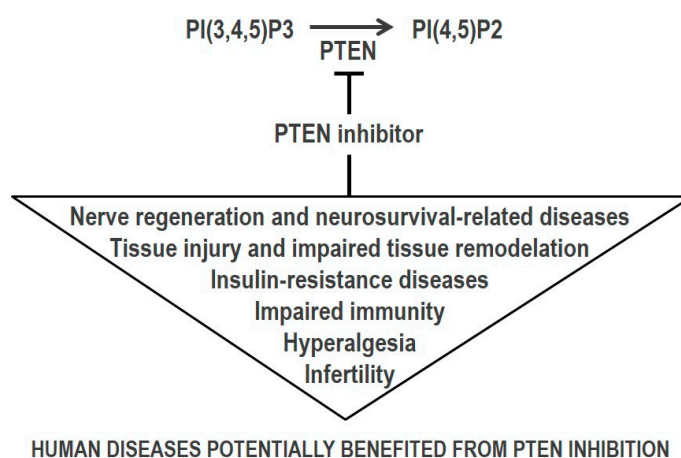 PI(3,4,5)P3 PI(4,5)P2
PTEN
PTEN inhibitor
Nerve regeneration and neurosurvival-related diseases
Tissue injury and impaired tissue remodelation
Insulin-resistance diseases
Impaired immunity
Hyperalgesia
Infertility
HUMAN DISEASES POTENTIALLY BENEFITED FROM PTEN INHIBITION